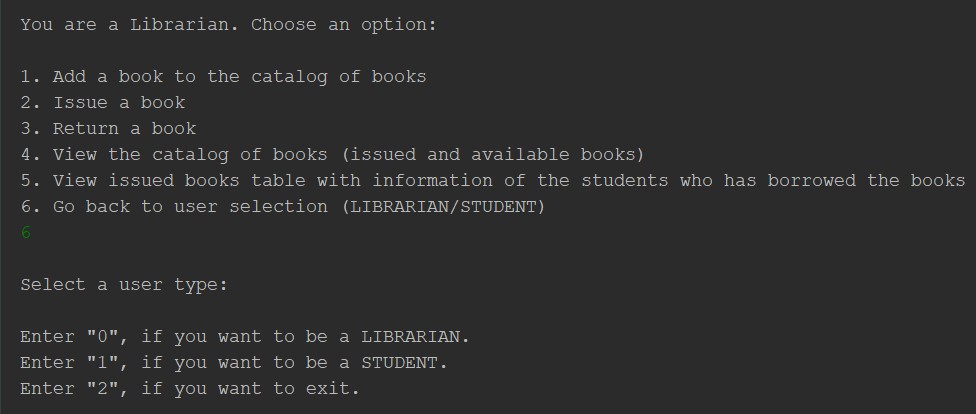 You are a Librarian. Choose an option:
1. Add a book to the catalog of books
2. Issue a book
3. Return a book
4. View the catalog of books (issued and available books)
5. View issued books table with information of the students who has borrowed the books
6. Go back to user selection (LIBRARIAN/STUDENT)
6
Select a user type:
Enter "0", if you want to be a LIBRARIAN.
Enter "1", if you want to be a STUDENT.
Enter "2", if you want to exit.